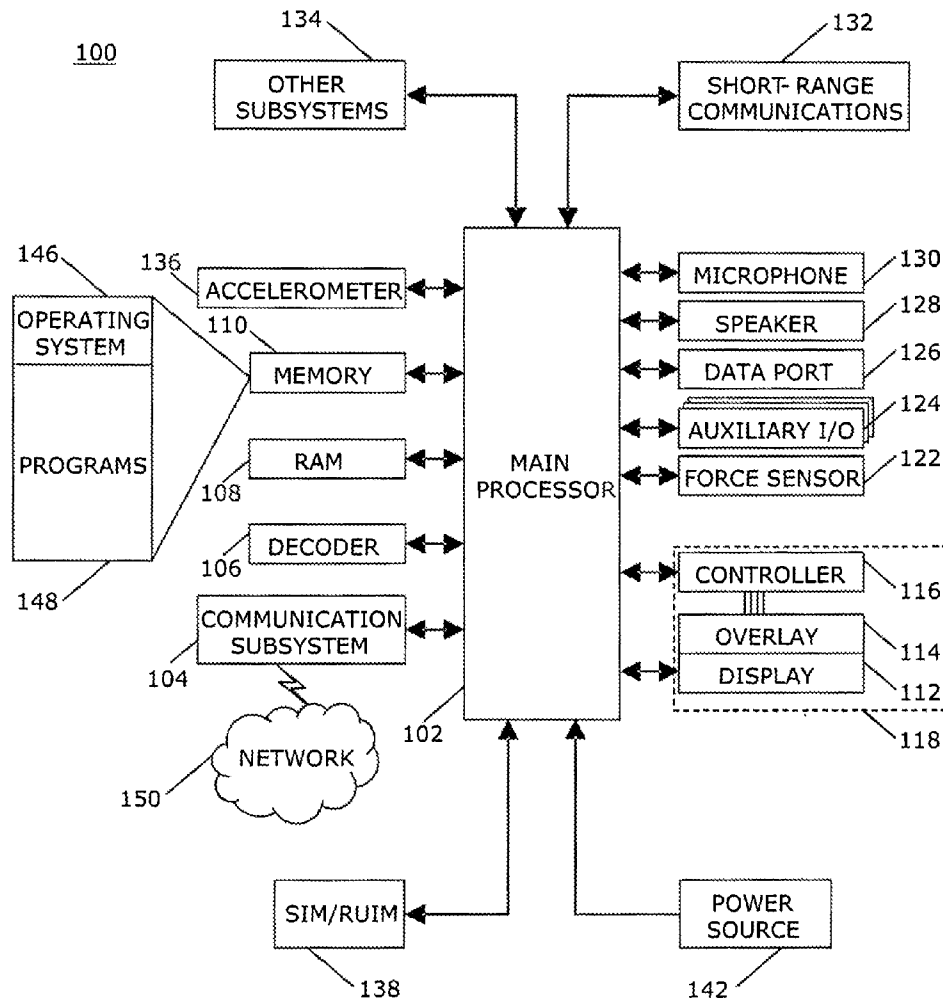 100
134
OTHER
SUBSYSTEMS
132
SHORT-RANGE
COMMUNICATIONS
146
OPERATING
SYSTEM
PROGRAMS
148
136
ACCELEROMETER
110
MEMORY
RAM
108
DECODER
106
COMMUNICATION
SUBSYSTEM
104
NETWORK
150
MAIN
PROCESSOR
102
MICROPHONE
130
SPEAKER
128
DATA PORT
126
AUXILIARY I/O
124
FORCE SENSOR
122
CONTROLLER
116
OVERLAY
114
DISPLAY
112
118
SIM/RUIM
138
POWER
SOURCE
142